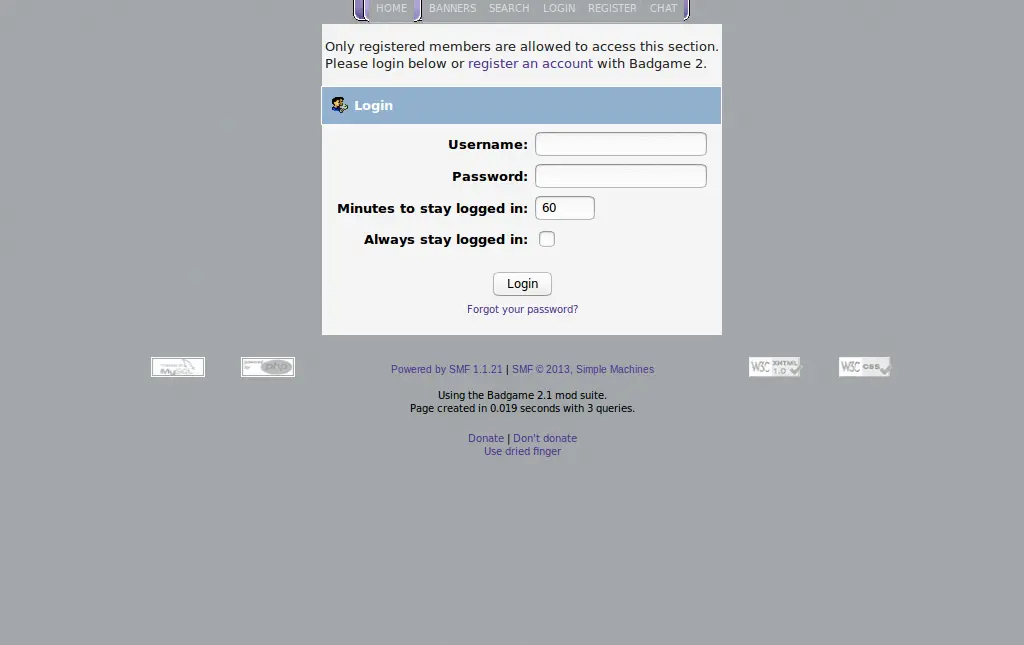 HOME BANNERS SEARCH LOGIN REGISTER CHAT
Only registered members are allowed to access this section.
Please login below or register an account with Badgame 2.
Login
Username:
Password:
Minutes to stay logged in: 60
Always stay logged in:
Login
Forgot your password?
POWERED BY MySQL
powered by php
Powered by SMF 1.1.21 | SMF © 2013, Simple Machines
W3C XHTML 1.0
W3C css
Using the Badgame 2.1 mod suite.
Page created in 0.019 seconds with 3 queries.
Donate | Don't donate
Use dried finger